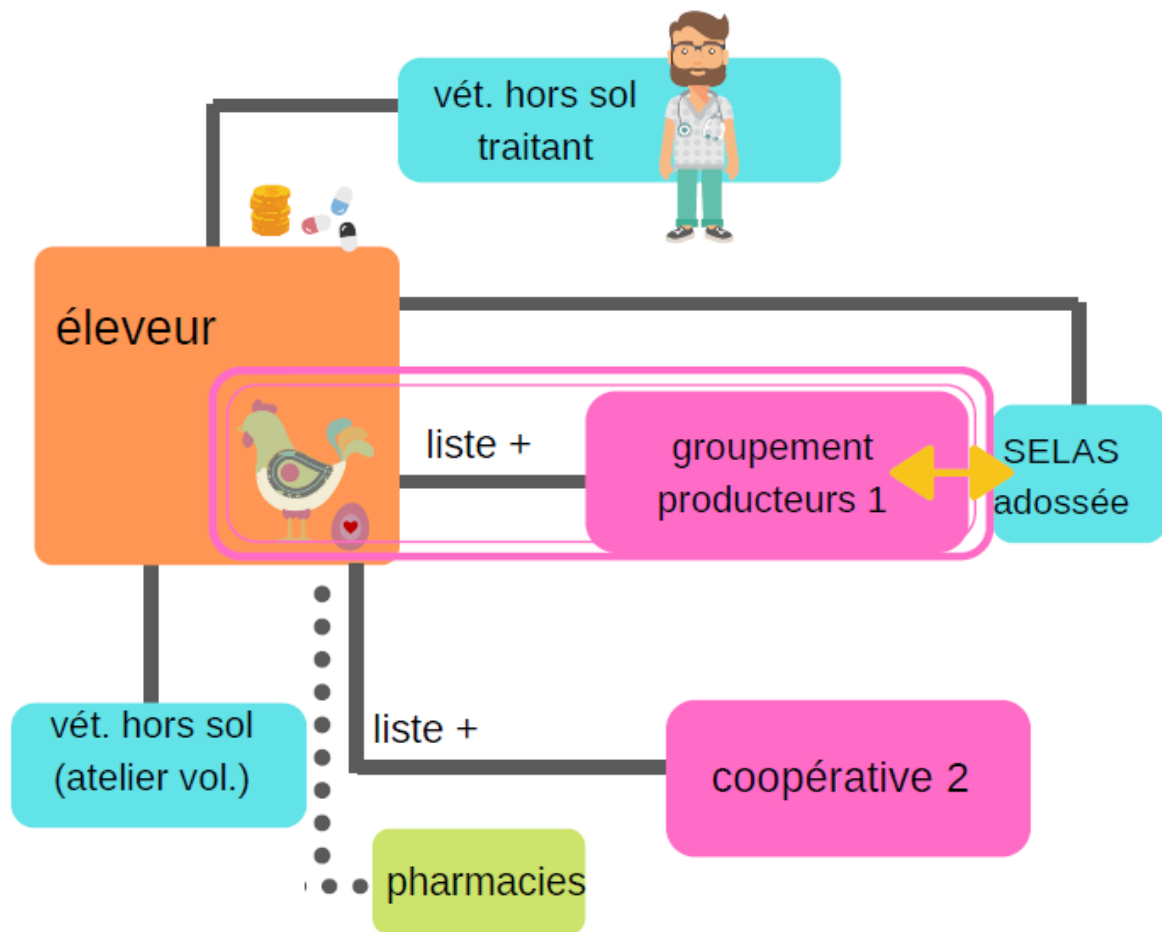 vét. hors sol
traitant
éleveur
liste +
groupement
producteurs 1
SELAS
adossée
vét. hors sol
(atelier vol.)
liste +
coopérative 2
pharmacies